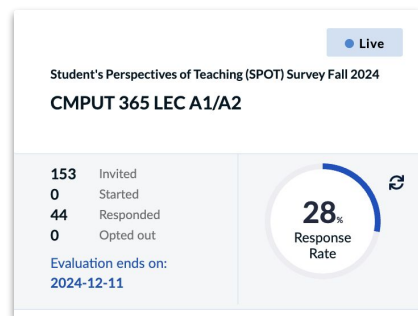 Live
Student's Perspectives of Teaching (SPOT) Survey Fall 2024
CMPUT 365 LEC A1/A2
153 Invited
0 Started
44 Responded
0 Opted out
Evaluation ends on:
2024-12-11
28%
Response
Rate